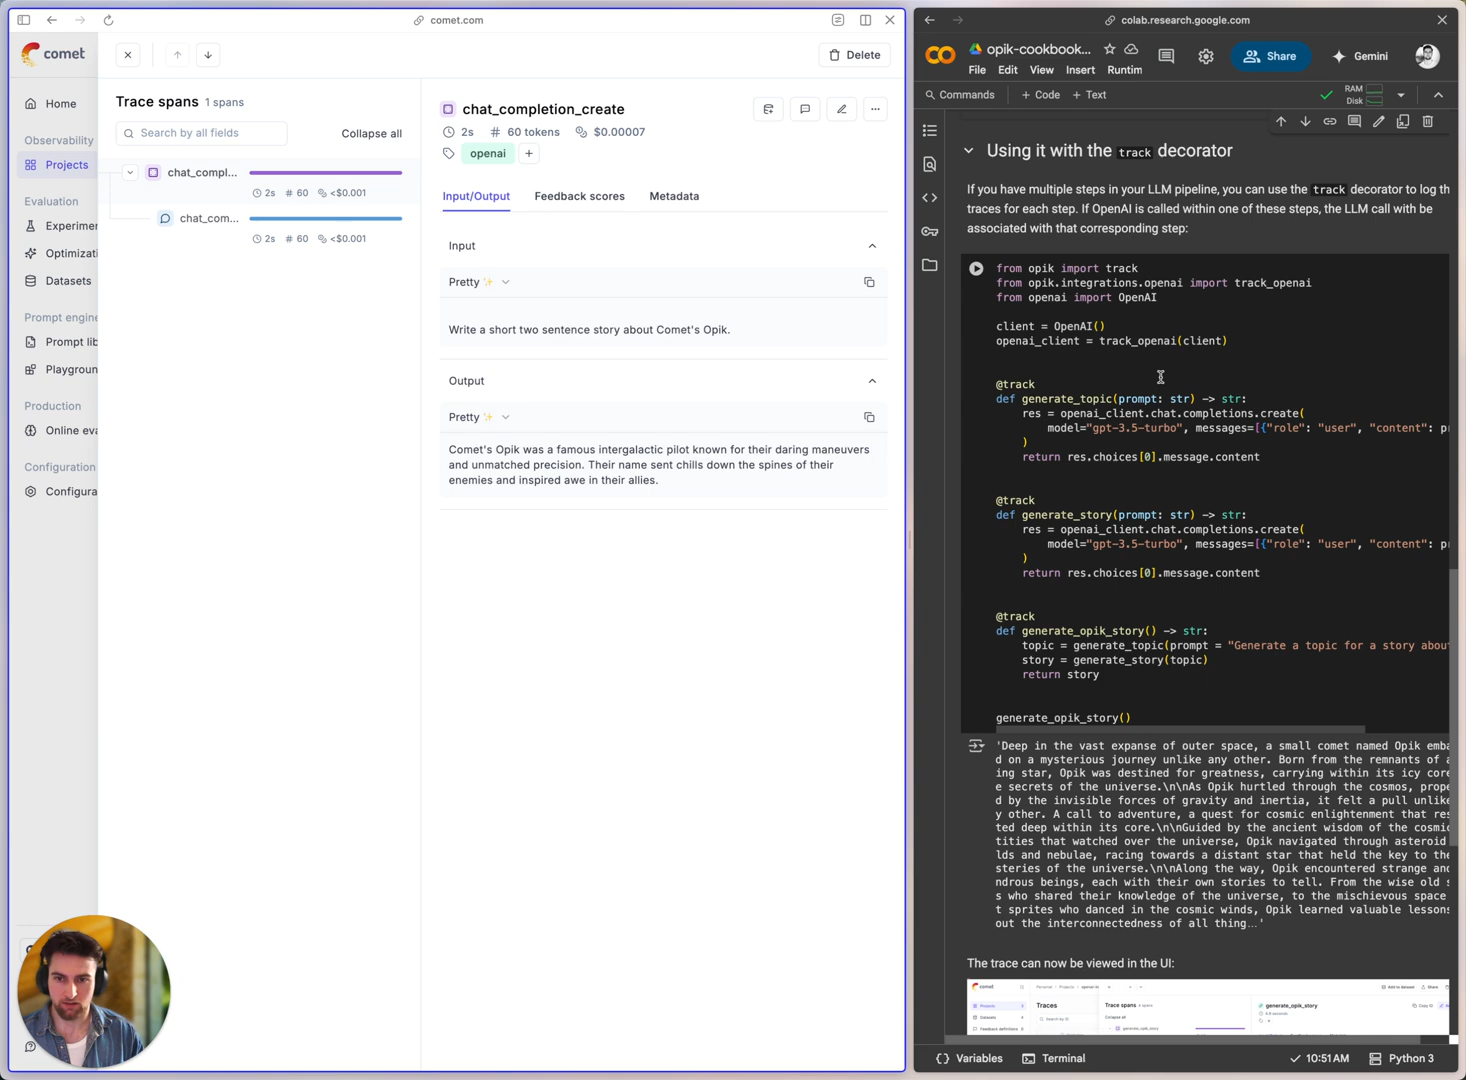 comet.com
comet
Delete
Home
Observability
Projects
Evaluation
Experimer
Optimizati
Datasets
Prompt engine
Prompt lib
Playgroun
Production
Online eva
Configuration
Configura
Trace spans 1 spans
Search by all fields
Collapse all
chat_compl...
2s # 60 <$0.001
chat_com...
2s # 60 <$0.001
chat_completion_create
2s # 60 tokens $0.00007
openai +
Input/Output Feedback scores Metadata
Input
Pretty ✨
Write a short two sentence story about Comet's Opik.
Output
Pretty ✨
Comet's Opik was a famous intergalactic pilot known for their daring maneuvers
and unmatched precision. Their name sent chills down the spines of their
enemies and inspired awe in their allies.
colab.research.google.com
CO opik-cookbook...
Share
Gemini
File Edit View Insert Runtim
Commands + Code + Text
RAM
Disk
Using it with the track decorator
If you have multiple steps in your LLM pipeline, you can use the track decorator to log th
traces for each step. If OpenAI is called within one of these steps, the LLM call with be
associated with that corresponding step:
from opik import track
from opik.integrations.openai import track_openai
from openai import OpenAI
client = OpenAI()
openai_client = track_openai(client)
@track
def generate_topic(prompt: str) -> str:
res = openai_client.chat.completions.create(
model="gpt-3.5-turbo", messages=[{"role": "user", "content": pr
)
return res.choices[0].message.content
@track
def generate_story(prompt: str) -> str:
res = openai_client.chat.completions.create(
model="gpt-3.5-turbo", messages=[{"role": "user", "content": pr
)
return res.choices[0].message.content
@track
def generate_opik_story() -> str:
topic = generate_topic(prompt = "Generate a topic for a story abou
story = generate_story(topic)
return story
generate_opik_story()
'Deep in the vast expanse of outer space, a small comet named Opik emba
d on a mysterious journey unlike any other. Born from the remnants of a
ing star, Opik was destined for greatness, carrying within its icy core
e secrets of the universe.\n\nAs Opik hurtled through the cosmos, prope
d by the invisible forces of gravity and inertia, it felt a pull unlike
y other. A call to adventure, a quest for cosmic enlightenment that res
ted deep within its core.\n\nGuided by the ancient wisdom of the cosmic
tities that watched over the universe, Opik navigated through asteroid
lds and nebulae, racing towards a distant star that held the key to the
steries of the universe.\n\nAlong the way, Opik encountered strange and
ndrous beings, each with their own stories to tell. From the wise old s
s who shared their knowledge of the universe, to the mischievous space
t sprites who danced in the cosmic winds, Opik learned valuable lessons
out the interconnectedness of all thing…'
The trace can now be viewed in the UI:
comet
Projects
Datasets
Feedback definitions
Traces
Trace spans
Collapse all
generate_opik_story
generate_opik_story
Add to dataset
Share
Variables Terminal
10:51 AM Python 3